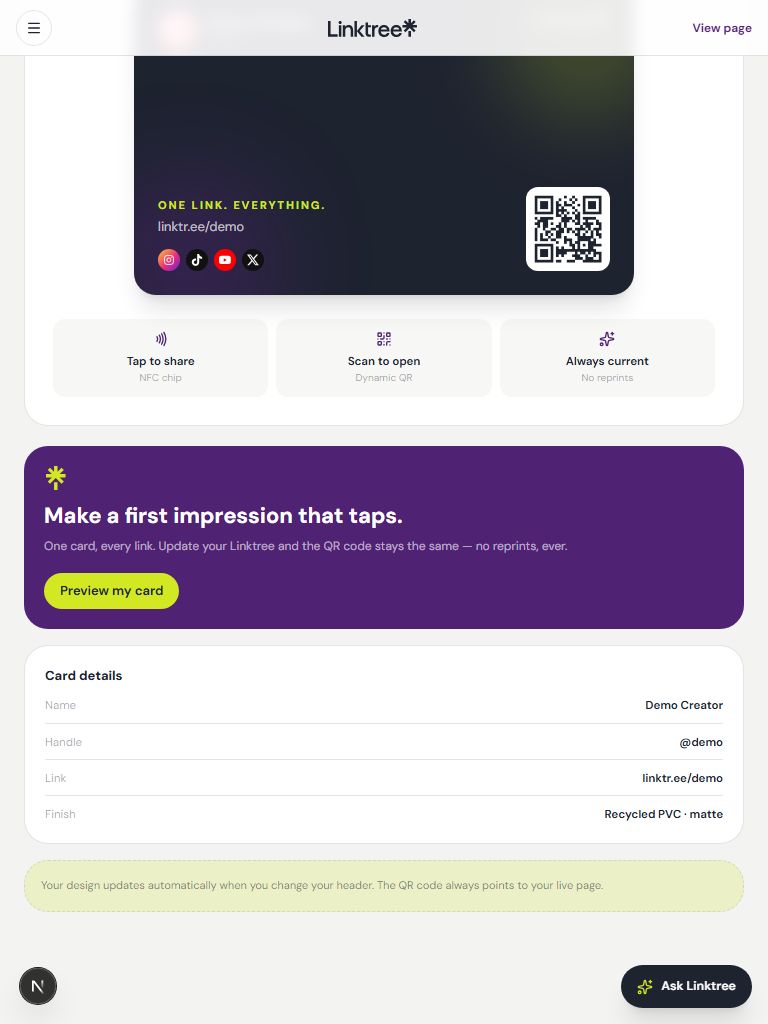 Linktree
View page
ONE LINK. EVERYTHING.
linktr.ee/demo
Tap to share
NFC chip
Scan to open
Dynamic QR
Always current
No reprints
Make a first impression that taps.
One card, every link. Update your Linktree and the QR code stays the same — no reprints, ever.
Preview my card
Card details
Name Demo Creator
Handle @demo
Link linktr.ee/demo
Finish Recycled PVC · matte
Your design updates automatically when you change your header. The QR code always points to your live page.
N
Ask Linktree